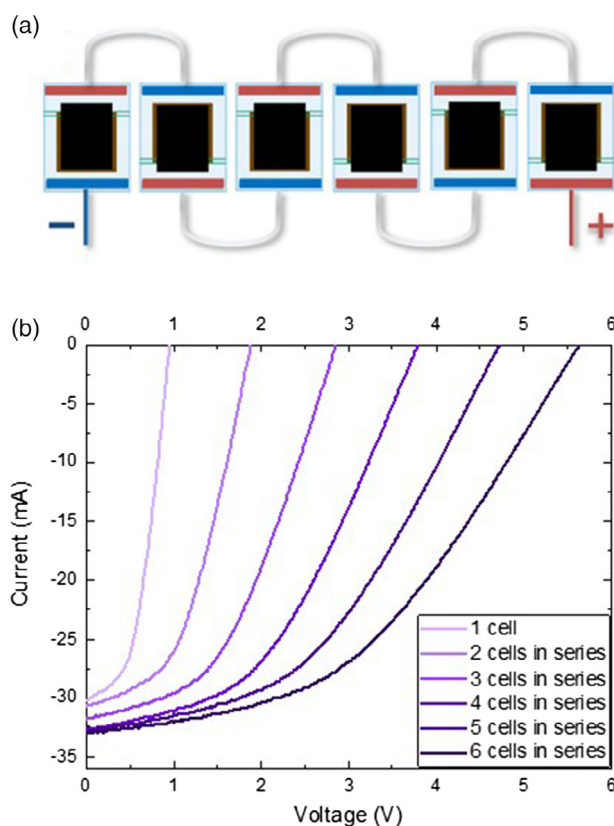 (a)
− +
(b)
0 1 2 3 4 5 6
0
-5
-10
-15
-20
-25
-30
-35
Current (mA)
1 cell
2 cells in series
3 cells in series
4 cells in series
5 cells in series
6 cells in series
0 1 2 3 4 5 6
Voltage (V)